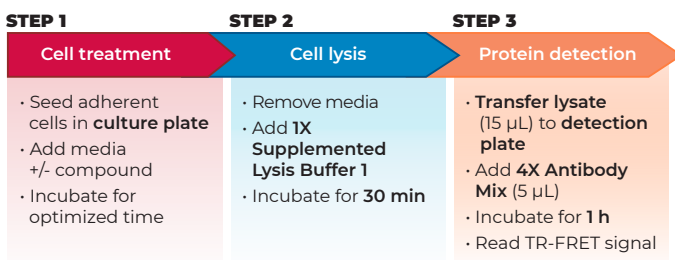 STEP 1
Cell treatment
· Seed adherent
cells in culture plate
· Add media
+/- compound
· Incubate for
optimized time
STEP 2
Cell lysis
· Remove media
· Add 1X
Supplemented
Lysis Buffer 1
· Incubate for 30 min
STEP 3
Protein detection
· Transfer lysate
(15 µL) to detection
plate
· Add 4X Antibody
Mix (5 µL)
· Incubate for 1 h
· Read TR-FRET signal